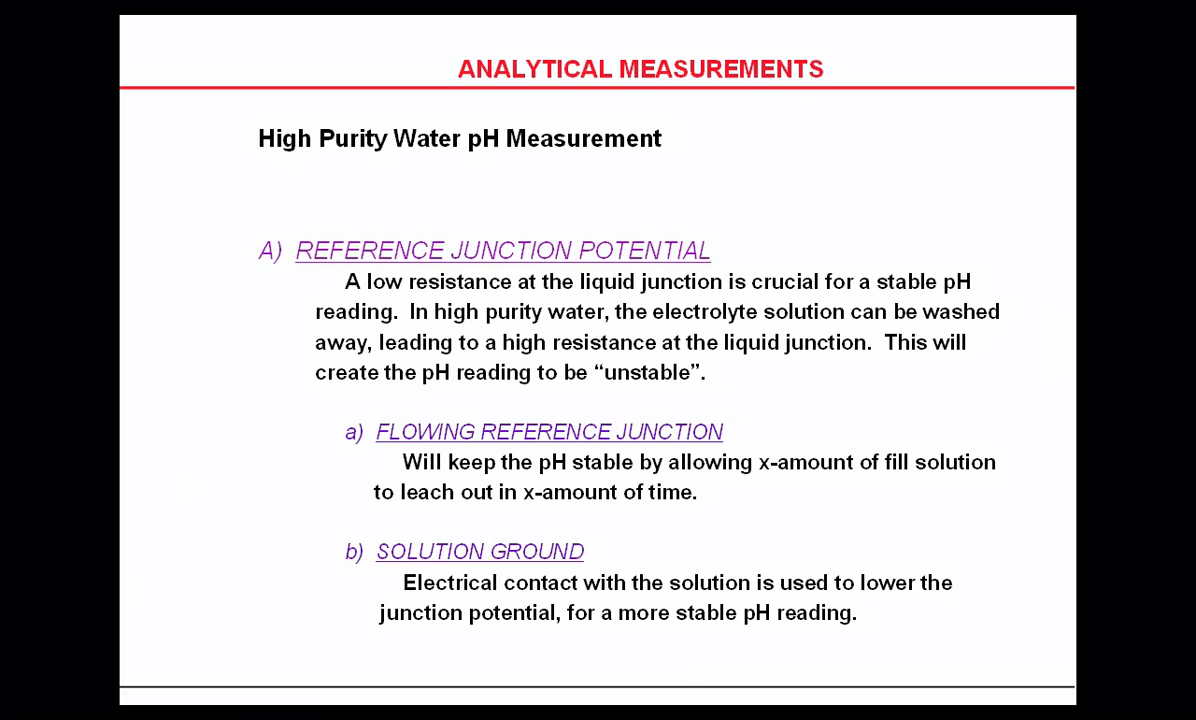 ANALYTICAL MEASUREMENTS
High Purity Water pH Measurement
A) REFERENCE JUNCTION POTENTIAL
A low resistance at the liquid junction is crucial for a stable pH
reading. In high purity water, the electrolyte solution can be washed
away, leading to a high resistance at the liquid junction. This will
create the pH reading to be “unstable”.
a) FLOWING REFERENCE JUNCTION
Will keep the pH stable by allowing x-amount of fill solution
to leach out in x-amount of time.
b) SOLUTION GROUND
Electrical contact with the solution is used to lower the
junction potential, for a more stable pH reading.